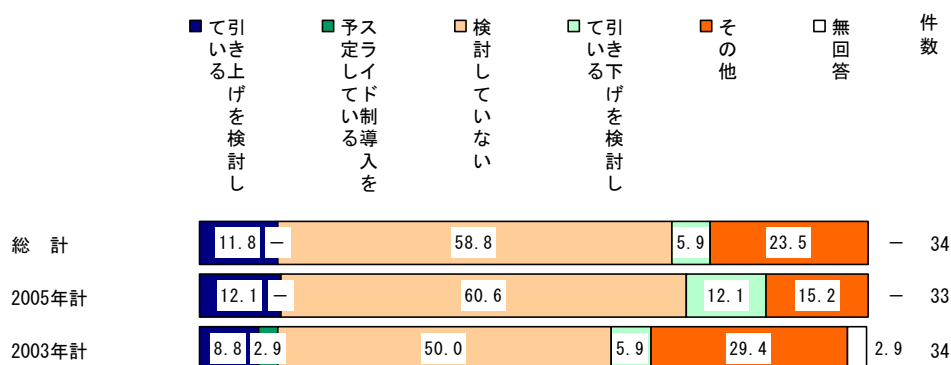 引き上げを検討し
ている
スライド制導入を
予定している
検討していない
引き下げを検討し
ている
その他
無回答
件数
総 計 11.8 － 58.8 5.9 23.5 － 34
2005年計 12.1 － 60.6 12.1 15.2 － 33
2003年計 8.8 2.9 50.0 5.9 29.4 2.9 34